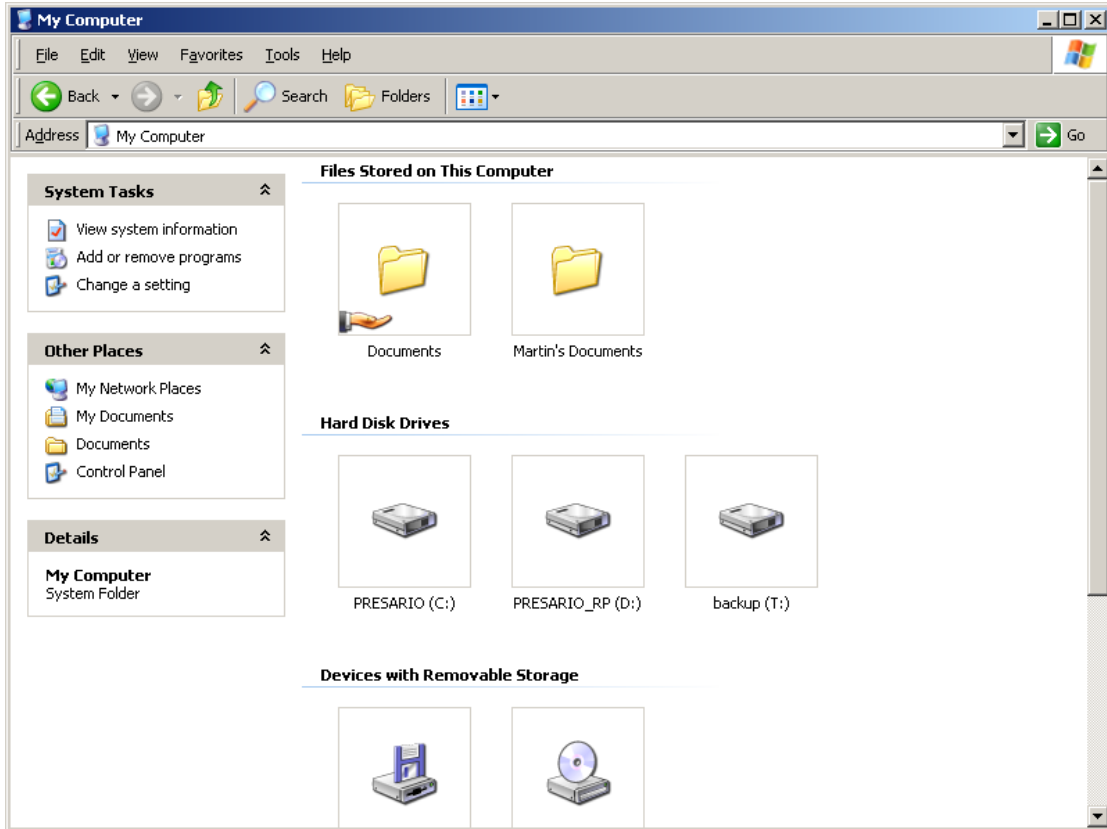 My Computer
File Edit View Favorites Tools Help
Back Search Folders
Address My Computer Go
System Tasks
View system information
Add or remove programs
Change a setting
Other Places
My Network Places
My Documents
Documents
Control Panel
Details
My Computer
System Folder
Files Stored on This Computer
Documents Martin's Documents
Hard Disk Drives
PRESARIO (C:) PRESARIO_RP (D:) backup (T:)
Devices with Removable Storage